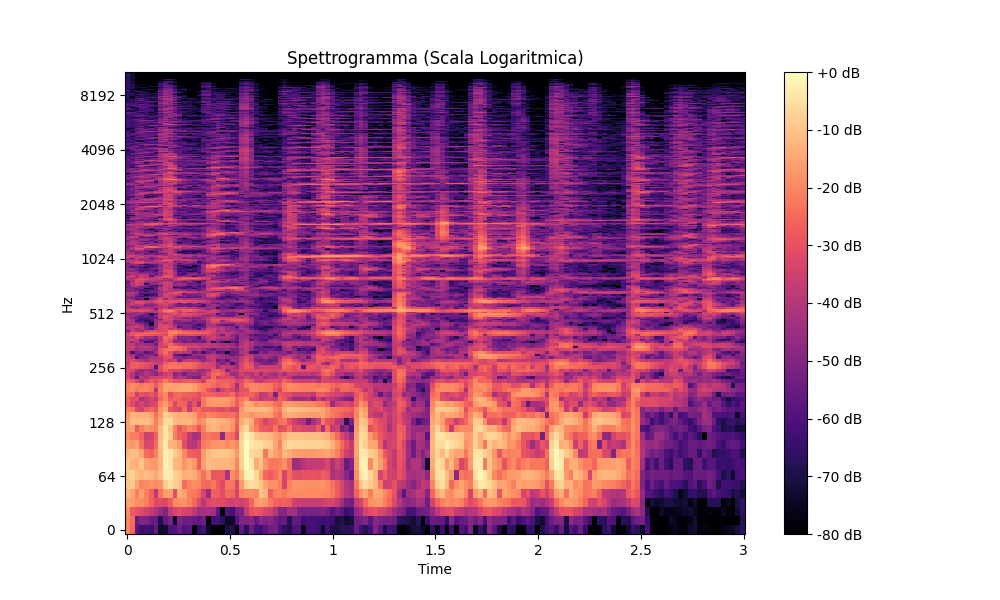 Spettrogramma (Scala Logaritmica)
8192
4096
2048
1024
512
256
128
64
0
Hz
0
0.5
1
1.5
2
2.5
3
Time
+0 dB
-10 dB
-20 dB
-30 dB
-40 dB
-50 dB
-60 dB
-70 dB
-80 dB